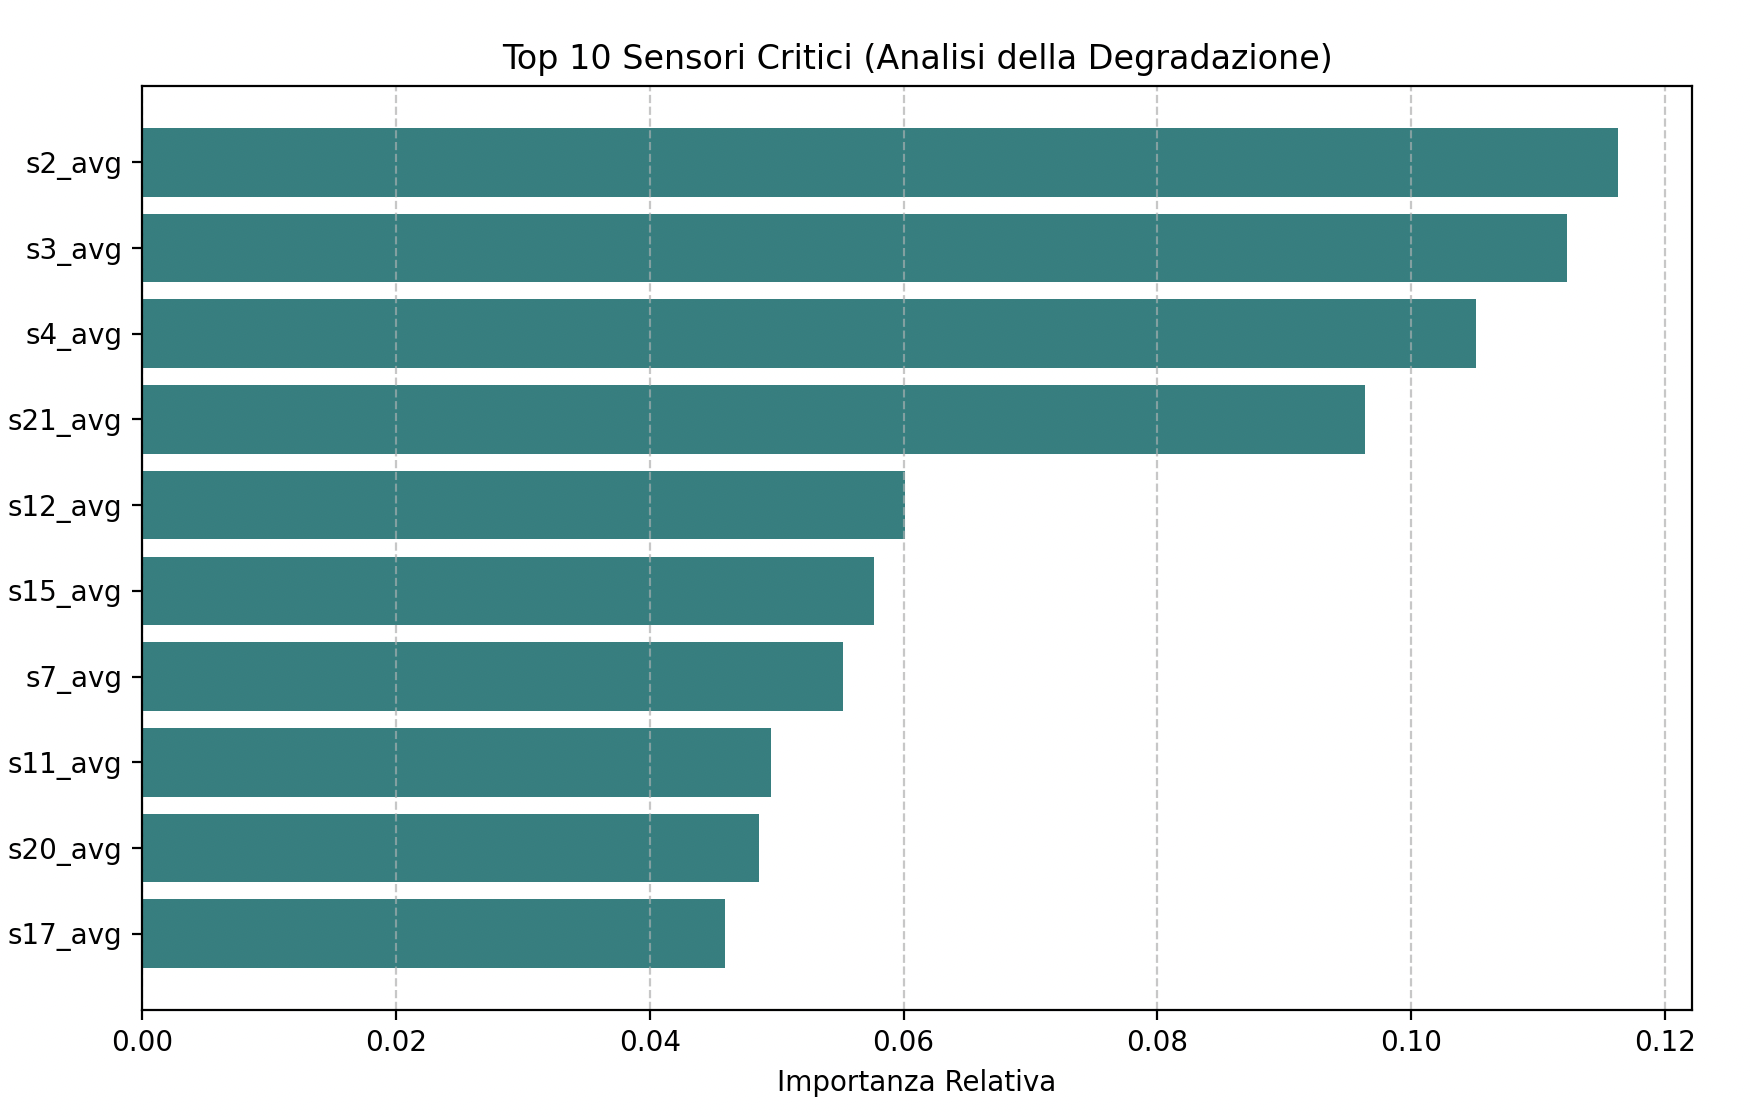 Top 10 Sensori Critici (Analisi della Degradazione)
s2_avg
s3_avg
s4_avg
s21_avg
s12_avg
s15_avg
s7_avg
s11_avg
s20_avg
s17_avg
0.00 0.02 0.04 0.06 0.08 0.10 0.12
Importanza Relativa